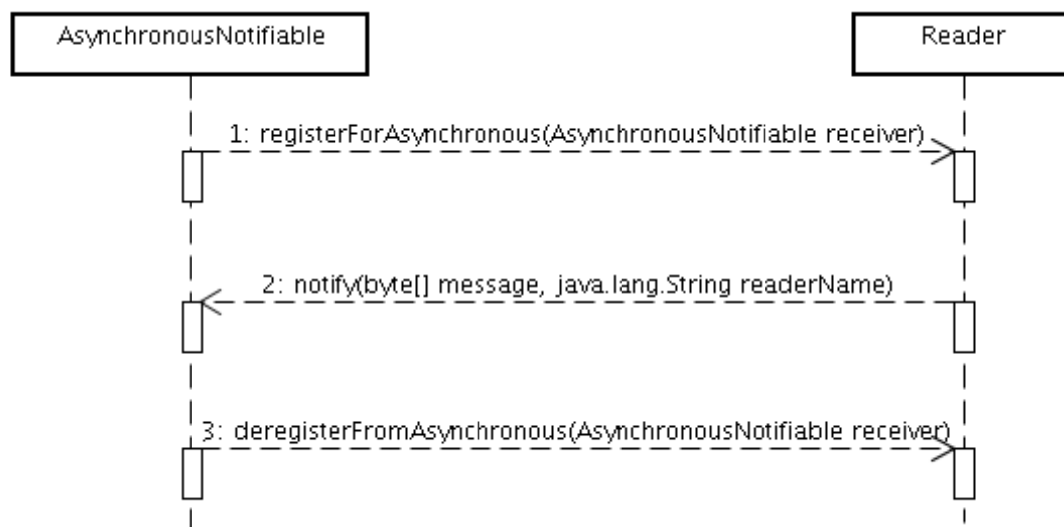 AsynchronousNotifiable
Reader
1: registerForAsynchronous(AsynchronousNotifiable receiver)
2: notify(byte[] message, java.lang.String readerName)
3: deregisterFromAsynchronous(AsynchronousNotifiable receiver)